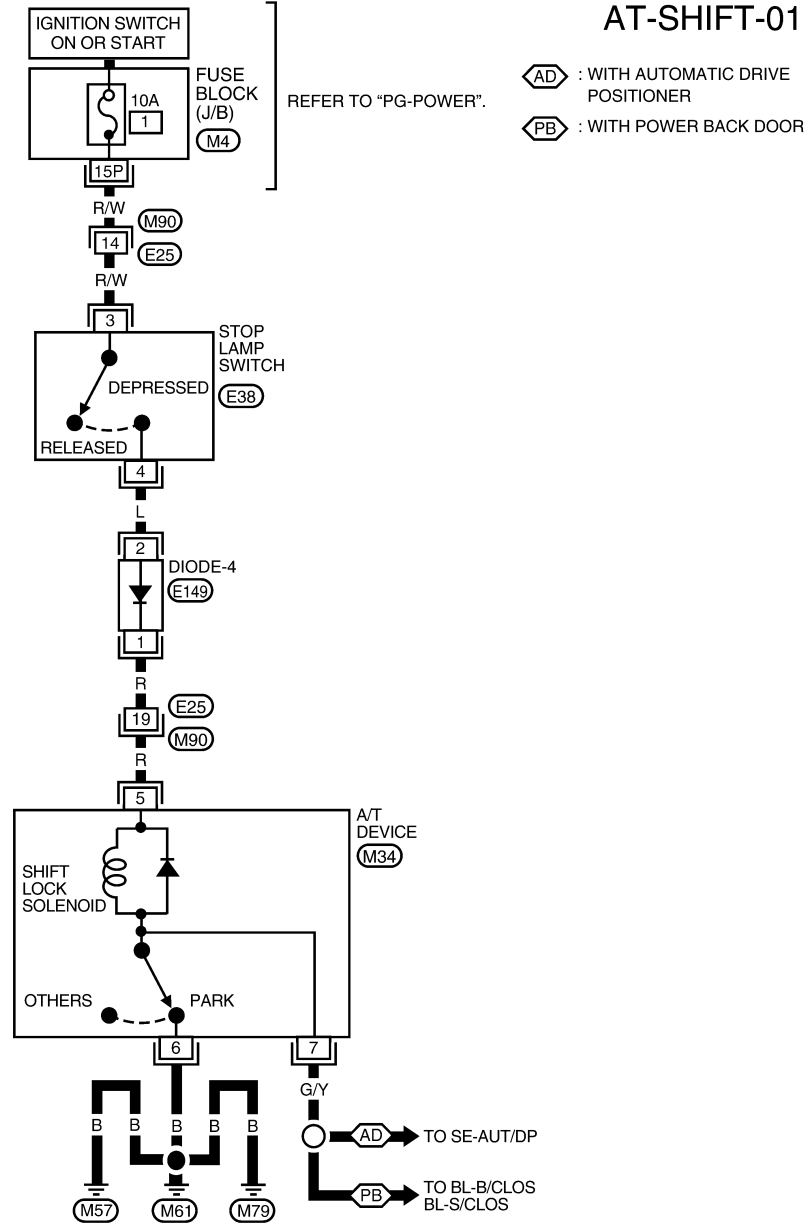 AT-SHIFT-01
IGNITION SWITCH
ON OR START
FUSE
BLOCK
(J/B)
M4
10A
1
15P
REFER TO “PG-POWER”.
AD : WITH AUTOMATIC DRIVE
POSITIONER
PB : WITH POWER BACK DOOR
R/W
M90
14
E25
R/W
3
STOP
LAMP
SWITCH
E38
DEPRESSED
RELEASED
4
L
2
DIODE-4
E149
1
R
E25
19
M90
R
5
A/T
DEVICE
M34
SHIFT
LOCK
SOLENOID
OTHERS
PARK
6
7
G/Y
B
B
B
B
B
AD
TO SE-AUT/DP
PB
TO BL-B/CLOS
BL-S/CLOS
M57
M61
M79